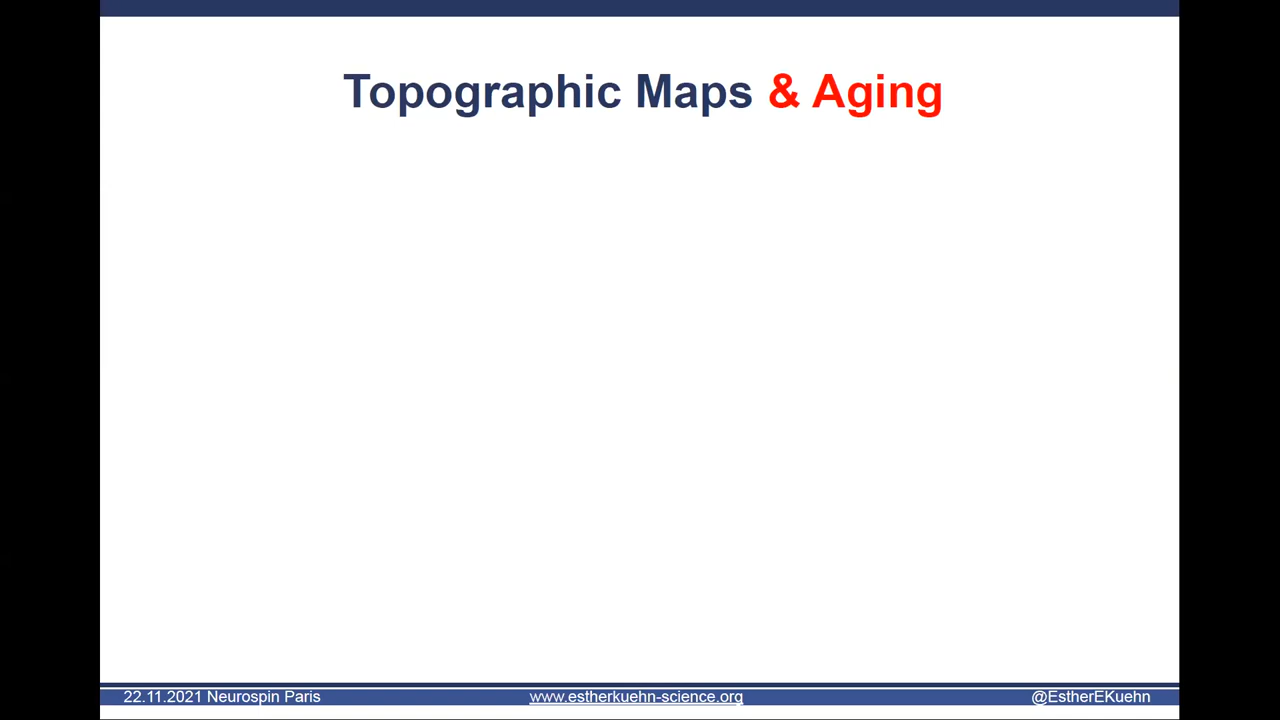 Topographic Maps & Aging
22.11.2021 Neurospin Paris www.estherkuehn-science.org @EstherEKuehn